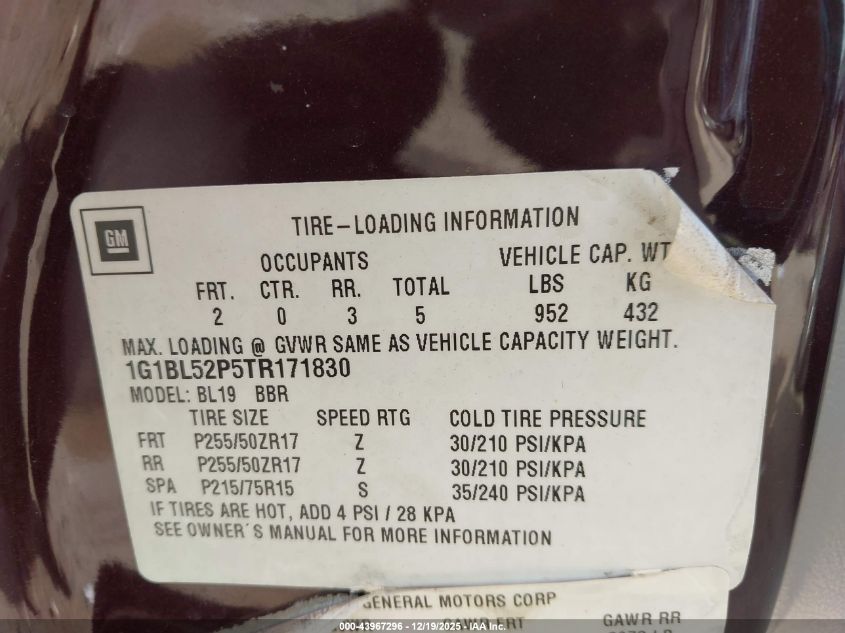 GM
TIRE-LOADING INFORMATION
OCCUPANTS VEHICLE CAP. WT
FRT. CTR. RR. TOTAL LBS KG
2 0 3 5 952 432
MAX. LOADING @ GVWR SAME AS VEHICLE CAPACITY WEIGHT.
1G1BL52P5TR171830
MODEL: BL19 BBR
TIRE SIZE SPEED RTG COLD TIRE PRESSURE
FRT P255/50ZR17 Z 30/210 PSI/KPA
RR P255/50ZR17 Z 30/210 PSI/KPA
SPA P215/75R15 S 35/240 PSI/KPA
IF TIRES ARE HOT, ADD 4 PSI / 28 KPA
SEE OWNER'S MANUAL FOR MORE INFORMATION
GENERAL MOTORS CORP
FRT GAWR RR
000-43967296 - 12/19/2025 - IAAI.COM